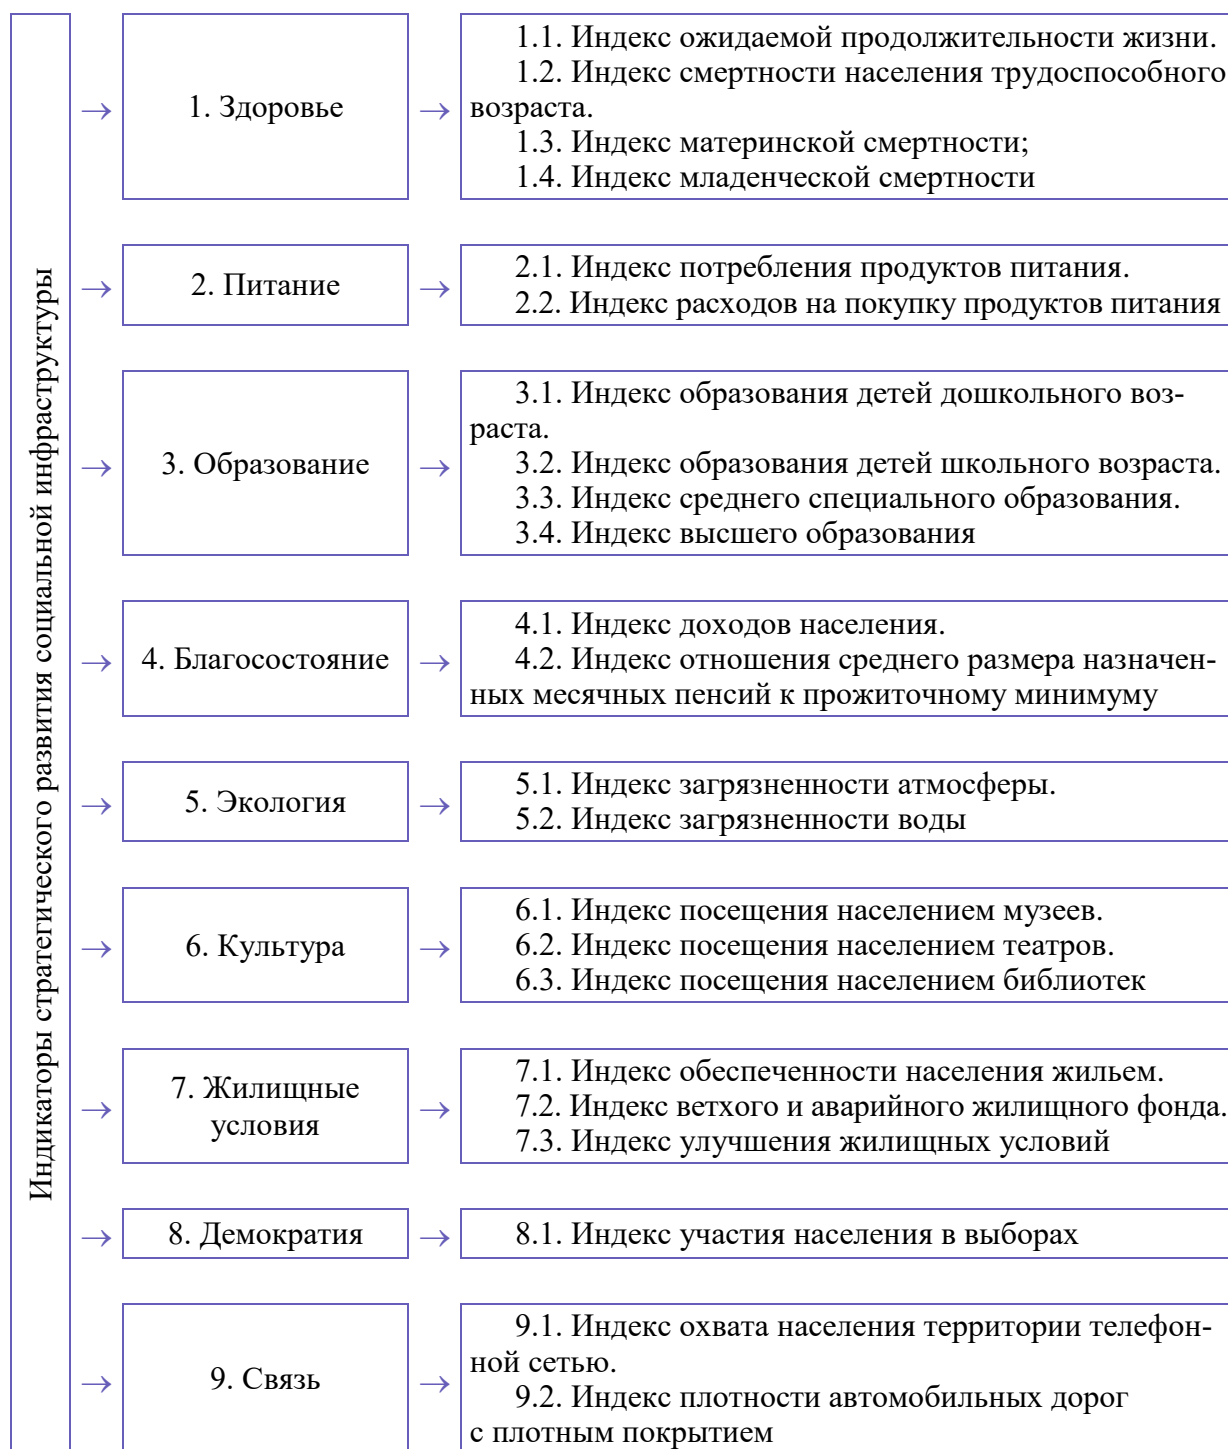 Индикаторы стратегического развития социальной инфраструктуры
1. Здоровье
1.1. Индекс ожидаемой продолжительности жизни.
1.2. Индекс смертности населения трудоспособного
возраста.
1.3. Индекс материнской смертности;
1.4. Индекс младенческой смертности
2. Питание
2.1. Индекс потребления продуктов питания.
2.2. Индекс расходов на покупку продуктов питания
3. Образование
3.1. Индекс образования детей дошкольного воз-
раста.
3.2. Индекс образования детей школьного возраста.
3.3. Индекс среднего специального образования.
3.4. Индекс высшего образования
4. Благосостояние
4.1. Индекс доходов населения.
4.2. Индекс отношения среднего размера назначен-
ных месячных пенсий к прожиточному минимуму
5. Экология
5.1. Индекс загрязненности атмосферы.
5.2. Индекс загрязненности воды
6. Культура
6.1. Индекс посещения населением музеев.
6.2. Индекс посещения населением театров.
6.3. Индекс посещения населением библиотек
7. Жилищные
условия
7.1. Индекс обеспеченности населения жильем.
7.2. Индекс ветхого и аварийного жилищного фонда.
7.3. Индекс улучшения жилищных условий
8. Демократия
8.1. Индекс участия населения в выборах
9. Связь
9.1. Индекс охвата населения территории телефон-
ной сетью.
9.2. Индекс плотности автомобильных дорог
с плотным покрытием